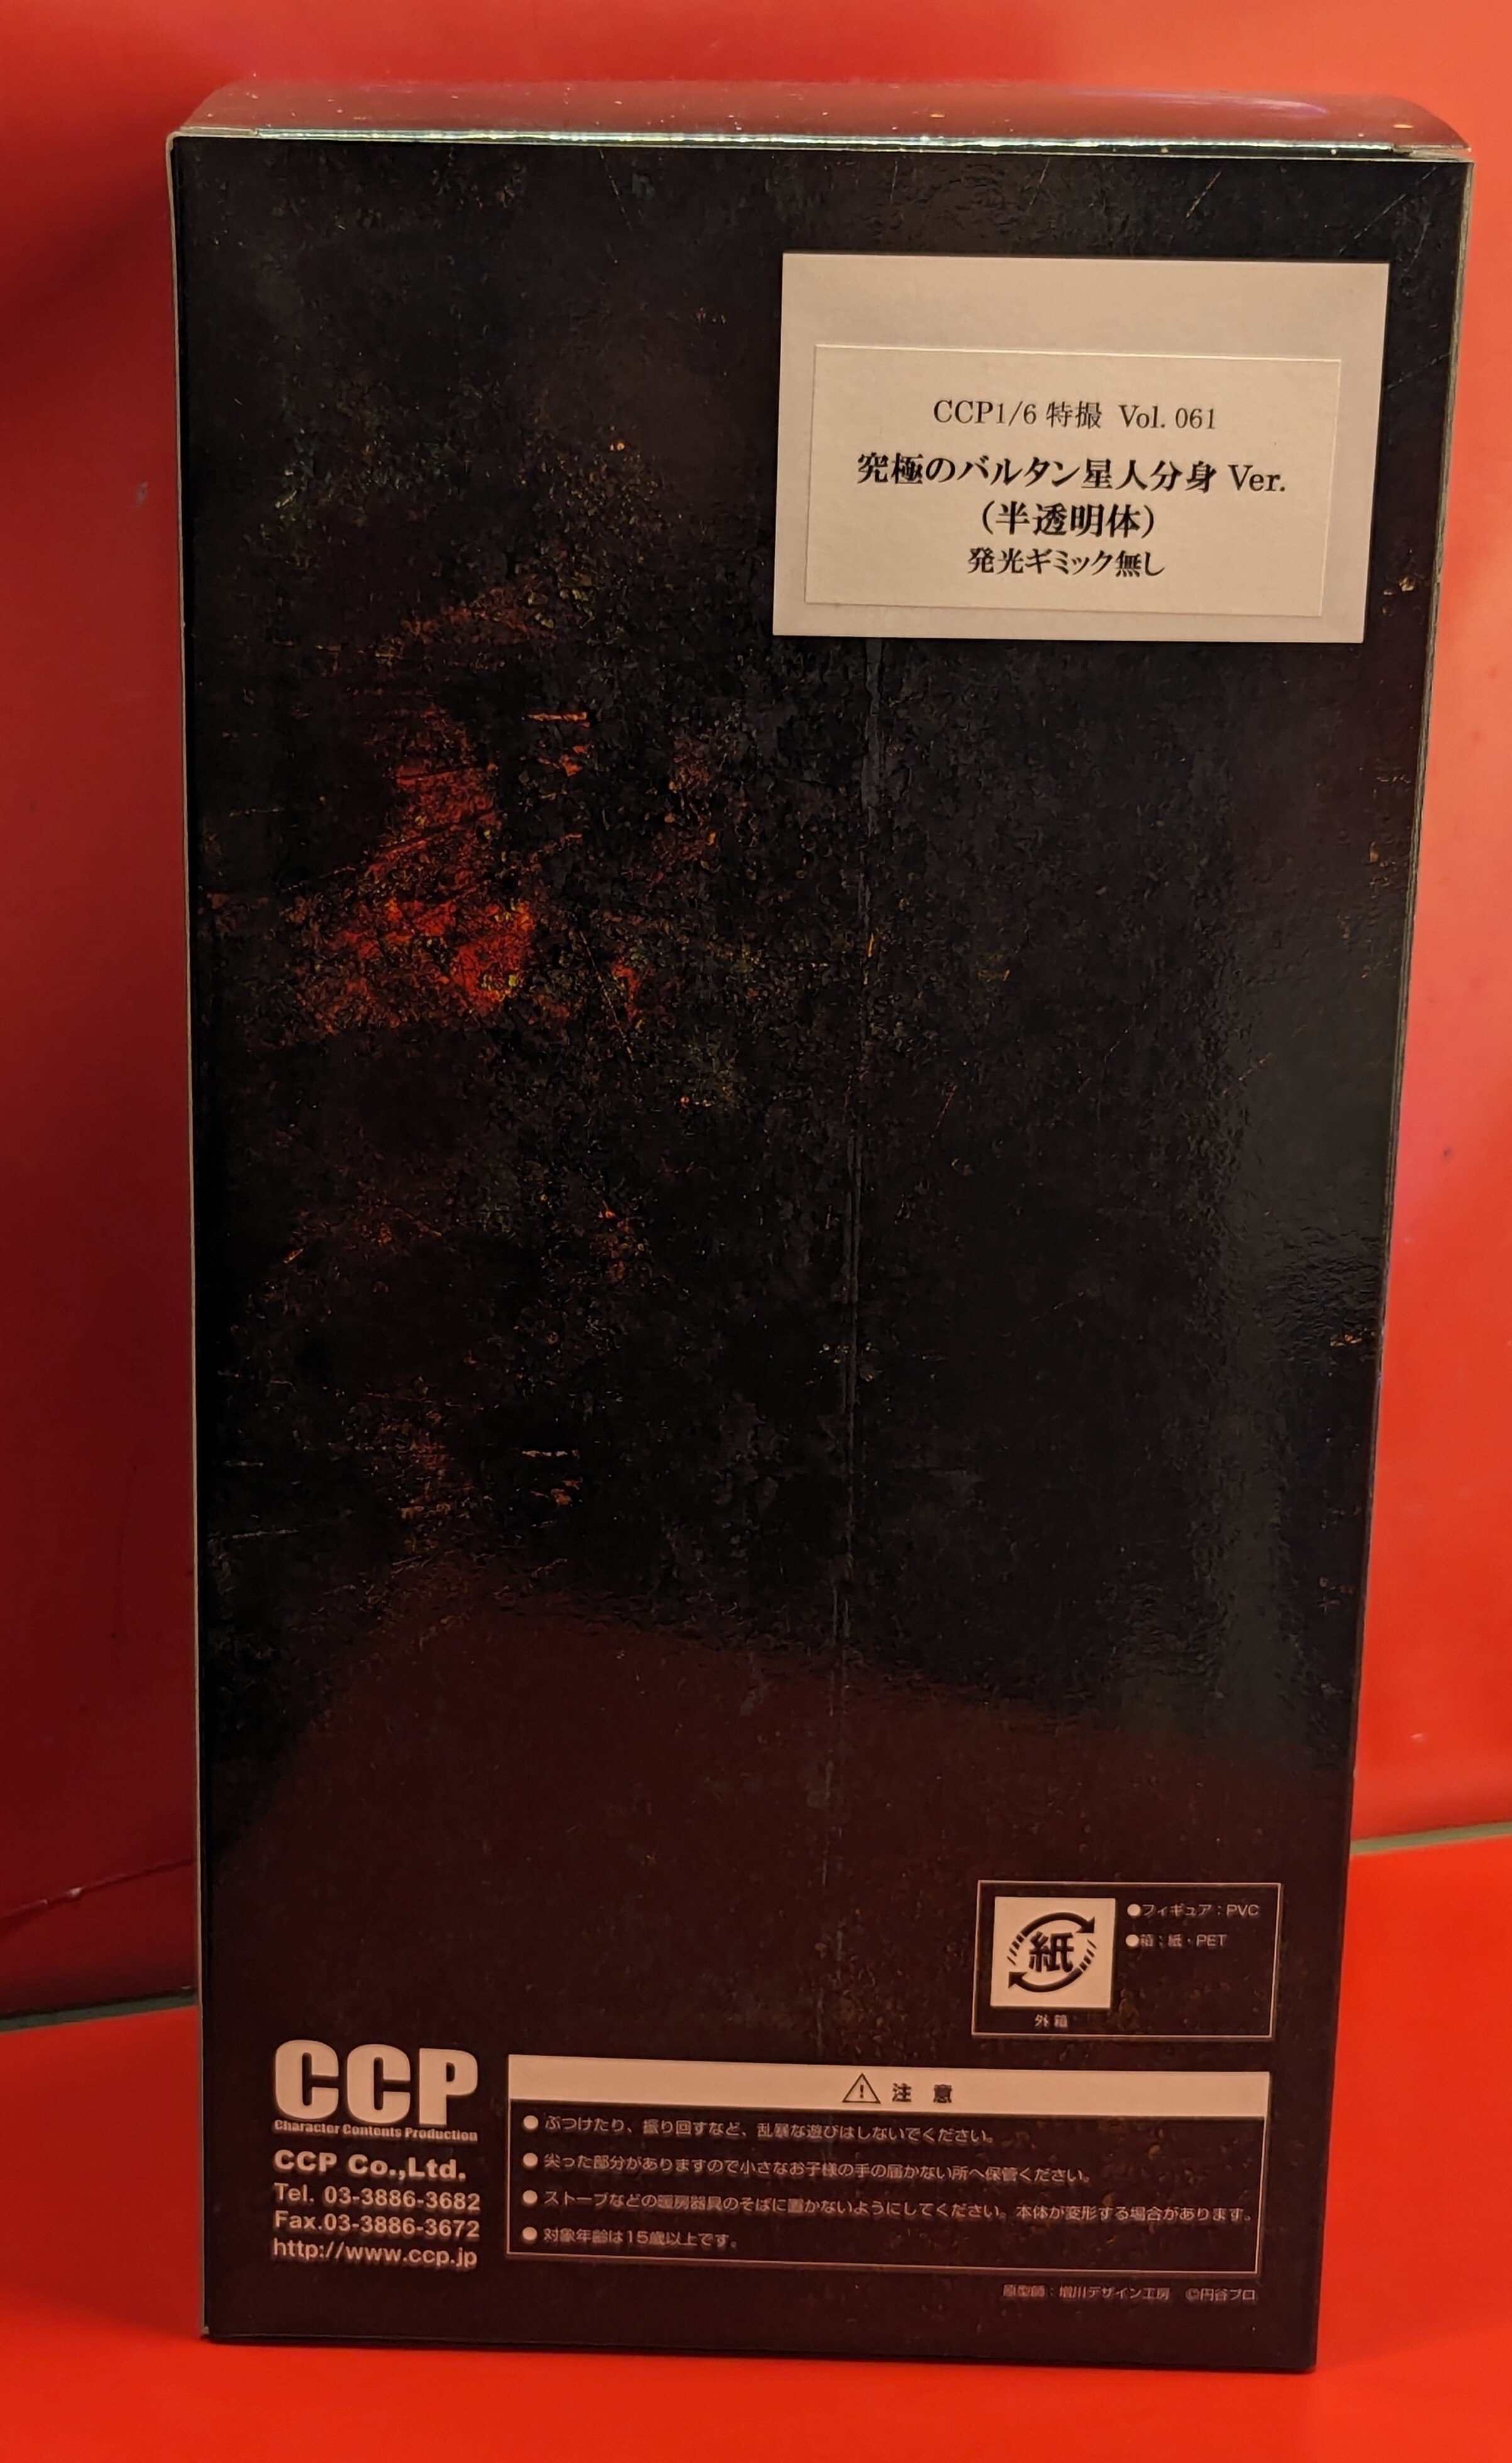 CCP1/6 特撮 Vol. 061
究極のバルタン星人分身 Ver.
(半透明体)
発光ギミック無し
紙
外箱
●フィギュア:PVC
●箱:紙・PET
CCP
Character Contents Production
CCP Co.,Ltd.
Tel. 03-3886-3682
Fax.03-3886-3672
http://www.ccp.jp
注 意
●ぶつけたり、振り回すなど、乱暴な遊びはしないでください。
●尖った部分がありますので小さなお子様の手の届かない所へ保管ください。
●ストーブなどの暖房器具のそばに置かないようにしてください。本体が変形する場合があります。
●対象年齢は15歳以上です。
原型師:増川デザイン工房 ©円谷プロ